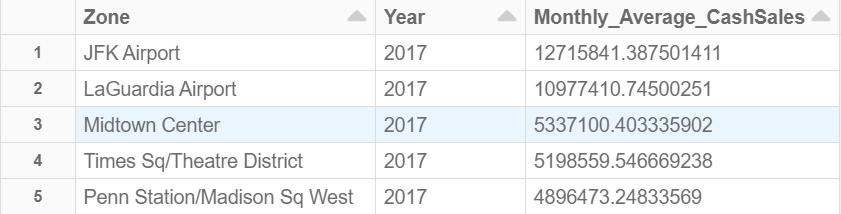 Zone Year Monthly_Average_CashSales
1 JFK Airport 2017 12715841.387501411
2 LaGuardia Airport 2017 10977410.74500251
3 Midtown Center 2017 5337100.403335902
4 Times Sq/Theatre District 2017 5198559.546669238
5 Penn Station/Madison Sq West 2017 4896473.24833569